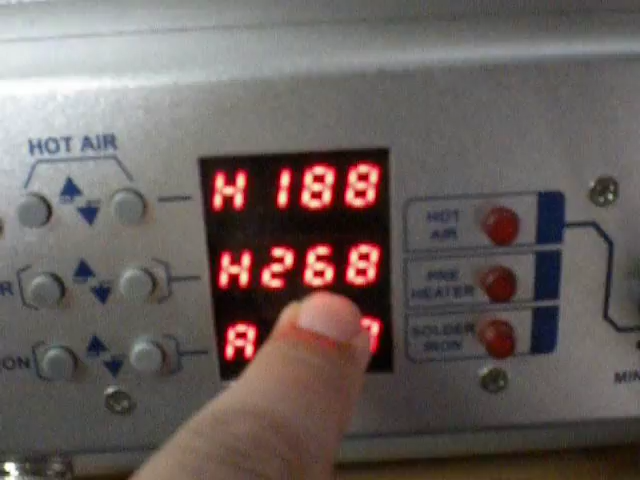 HOT AIR
H 188
H268
A
HOT
AIR
PRE
HEATER
SOLDER
IRON